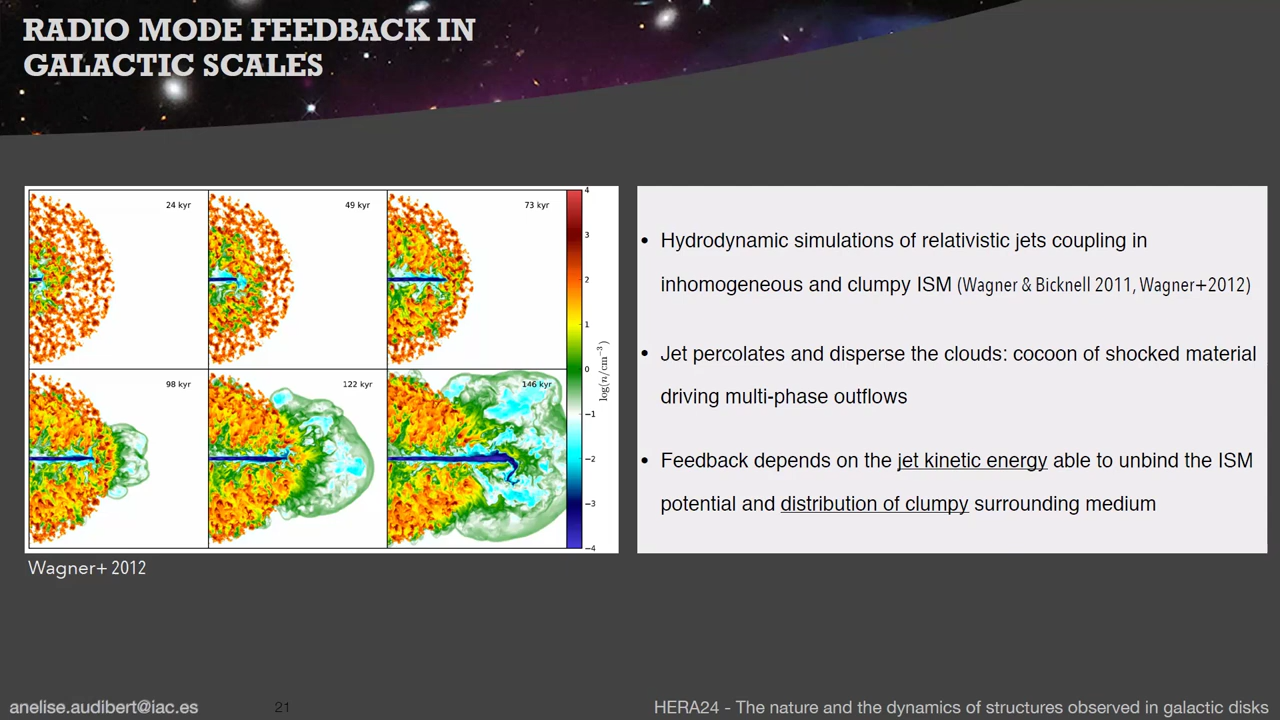 RADIO MODE FEEDBACK IN
GALACTIC SCALES
24 kyr
49 kyr
73 kyr
98 kyr
122 kyr
146 kyr
4
3
2
1
0
−1
−2
−3
−4
log(n/cm⁻³)
Wagner+ 2012
• Hydrodynamic simulations of relativistic jets coupling in
inhomogeneous and clumpy ISM (Wagner & Bicknell 2011, Wagner+2012)
• Jet percolates and disperse the clouds: cocoon of shocked material
driving multi-phase outflows
• Feedback depends on the jet kinetic energy able to unbind the ISM
potential and distribution of clumpy surrounding medium
anelise.audibert@iac.es
21
HERA24 - The nature and the dynamics of structures observed in galactic disks